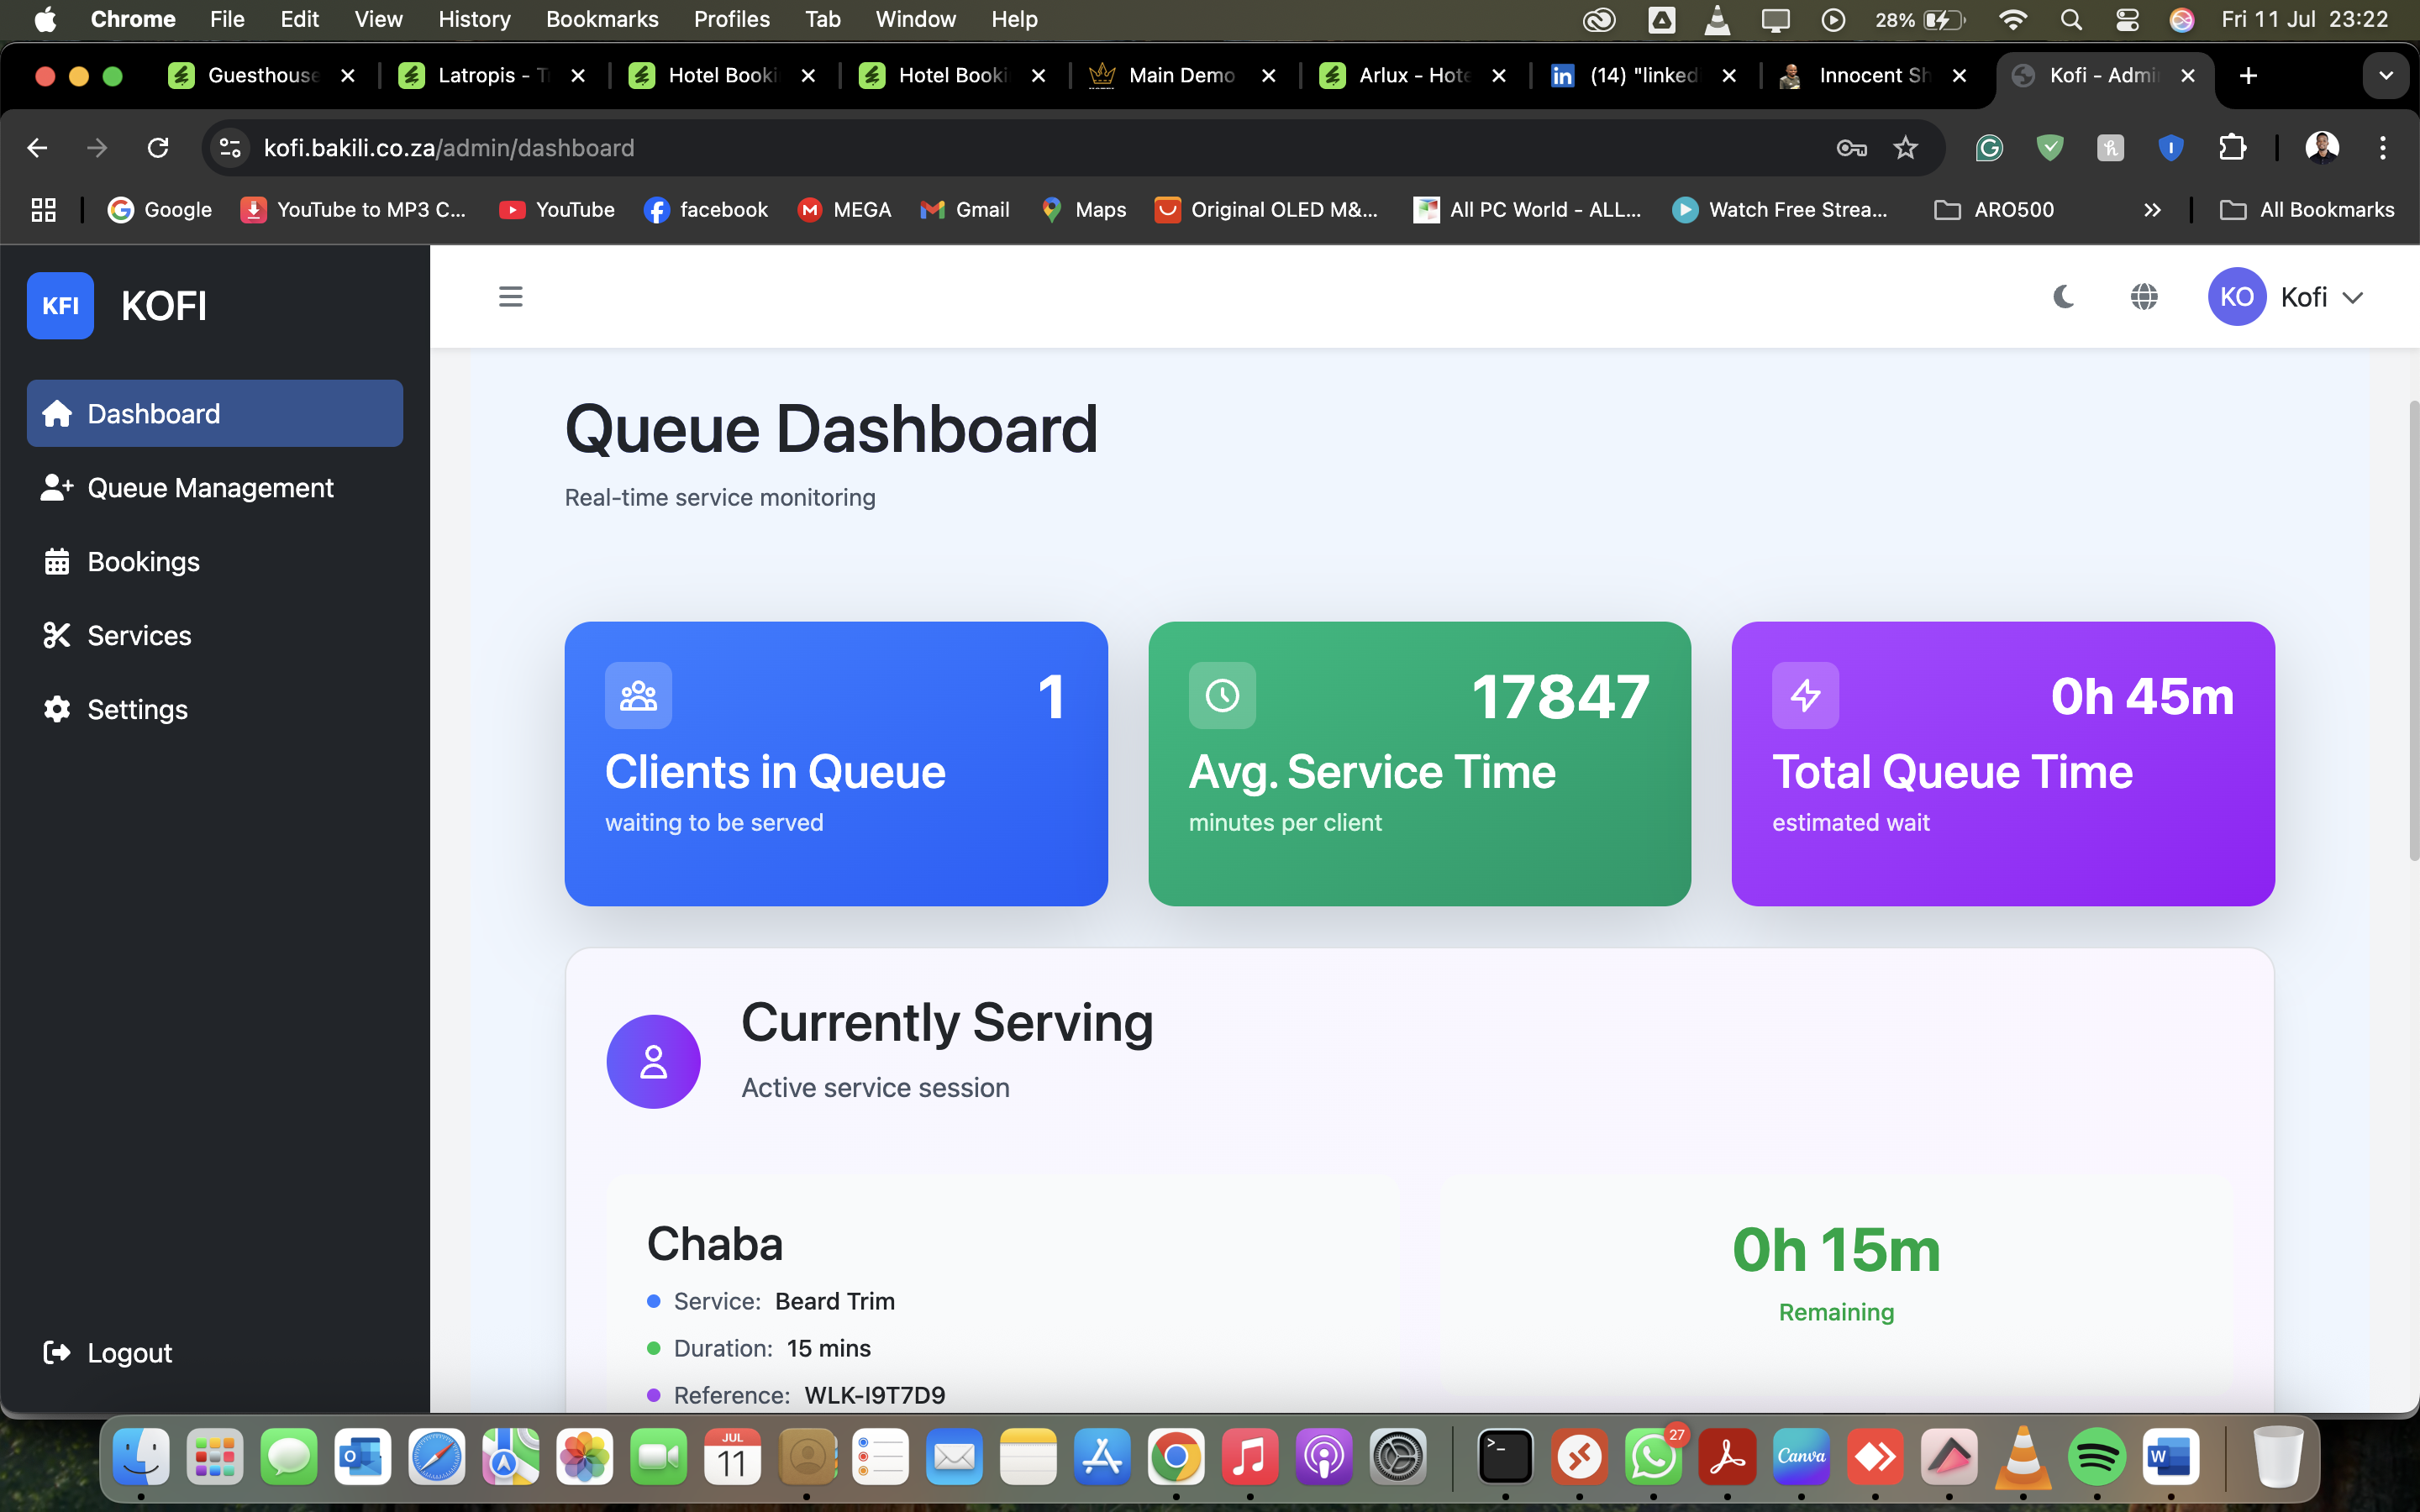 Chrome File Edit View History Bookmarks Profiles Tab Window Help 28% Fri 11 Jul 23:22
Guesthouse Latropis - Hotel Booki Hotel Booki Main Demo Arlux - Hote (14) "linked Innocent Sh Kofi - Admi
kofi.bakili.co.za/admin/dashboard
Google YouTube to MP3 C... YouTube facebook MEGA Gmail Maps Original OLED M&... All PC World - ALL... Watch Free Strea... ARO500 All Bookmarks
KFI KOFI
KO Kofi
Dashboard
Queue Management
Bookings
Services
Settings
Logout
Queue Dashboard
Real-time service monitoring
1
Clients in Queue
waiting to be served
17847
Avg. Service Time
minutes per client
0h 45m
Total Queue Time
estimated wait
Currently Serving
Active service session
Chaba
Service: Beard Trim
Duration: 15 mins
Reference: WLK-I9T7D9
0h 15m
Remaining
JUL
11
27
Canva